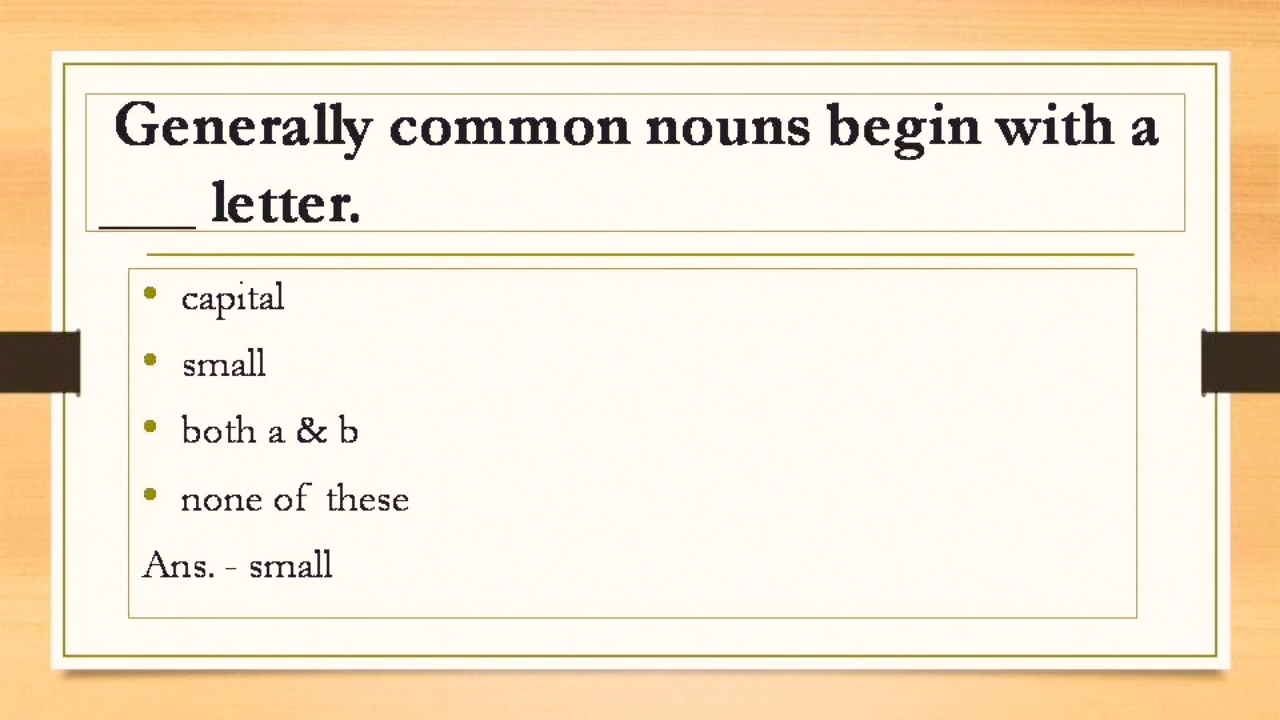 Generally common nouns begin with a
____ letter.
• capital
• small
• both a & b
• none of these
Ans. - small